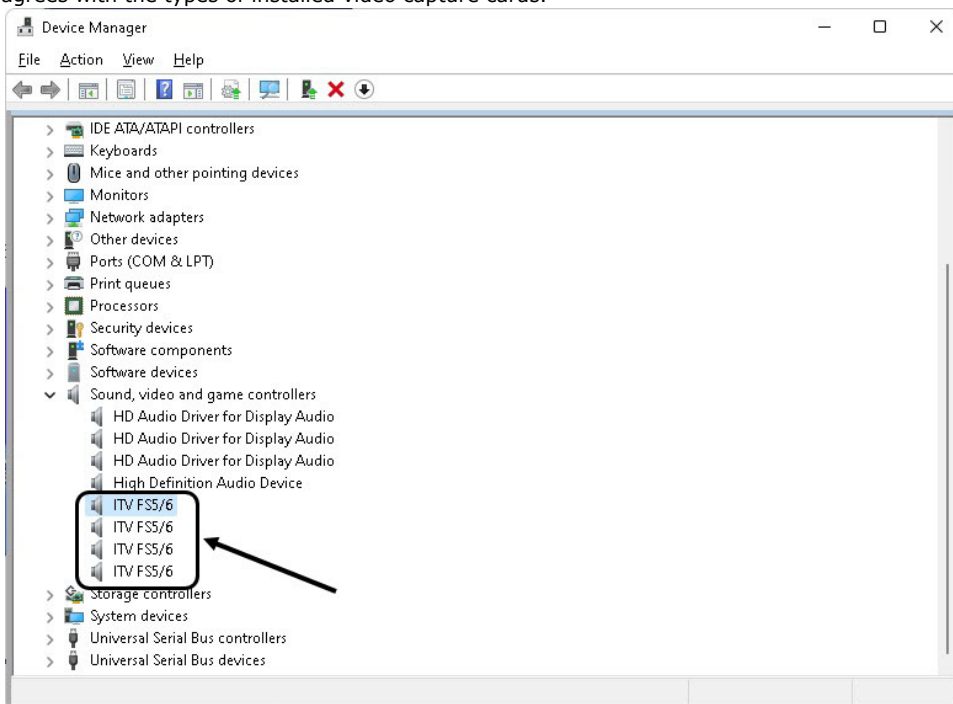 agrees with the types of installed video capture cards.
Device Manager
File Action View Help
IDE ATA/ATAPI controllers
Keyboards
Mice and other pointing devices
Monitors
Network adapters
Other devices
Ports (COM & LPT)
Print queues
Processors
Security devices
Software components
Software devices
Sound, video and game controllers
HD Audio Driver for Display Audio
HD Audio Driver for Display Audio
HD Audio Driver for Display Audio
High Definition Audio Device
ITV FS5/6
ITV FS5/6
ITV FS5/6
ITV FS5/6
Storage controllers
System devices
Universal Serial Bus controllers
Universal Serial Bus devices